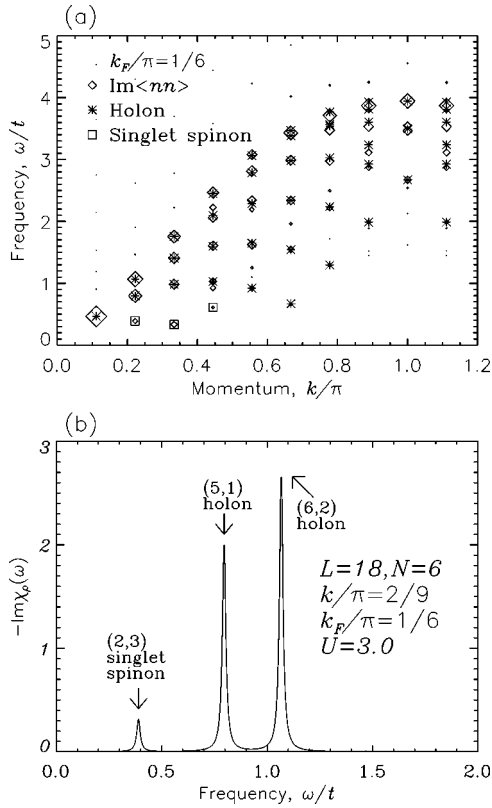 (a)
5
4
3
2
1
0
Frequency, ω/t
k_F/π=1/6
◇ Im<nn>
✳ Holon
□ Singlet spinon
0.0 0.2 0.4 0.6 0.8 1.0 1.2
Momentum, k/π
(b)
3
2
1
0
−Imχ_ρ(ω)
(5,1)
holon
(6,2)
holon
(2,3)
singlet
spinon
L=18,N=6
k/π=2/9
k_F/π=1/6
U=3.0
0.0 0.5 1.0 1.5 2.0
Frequency, ω/t